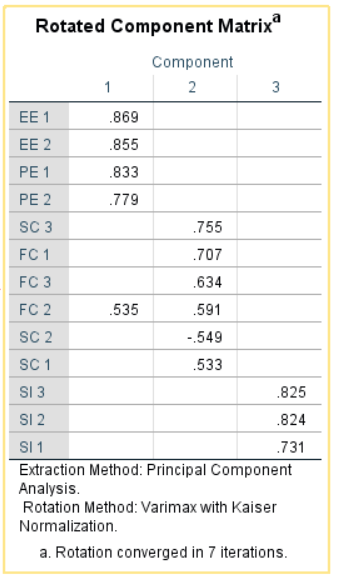 Rotated Component Matrixa
Component
1 2 3
EE 1 .869
EE 2 .855
PE 1 .833
PE 2 .779
SC 3 .755
FC 1 .707
FC 3 .634
FC 2 .535 .591
SC 2 -.549
SC 1 .533
SI 3 .825
SI 2 .824
SI 1 .731
Extraction Method: Principal Component
Analysis.
Rotation Method: Varimax with Kaiser
Normalization.
a. Rotation converged in 7 iterations.